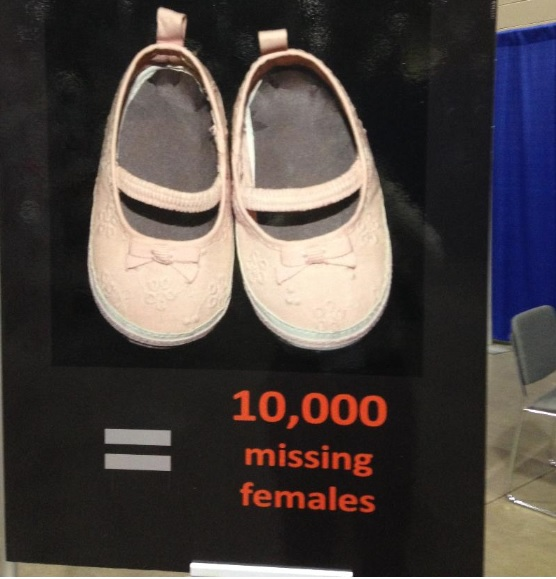 =
10,000
missing
females